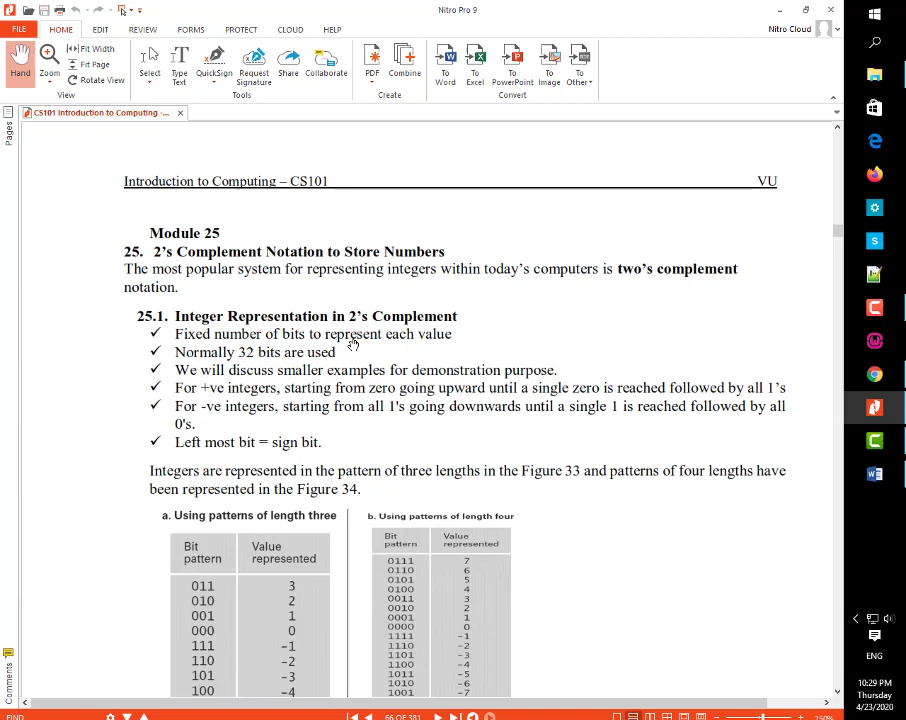 Nitro Pro 9
FILE HOME EDIT REVIEW FORMS PROTECT CLOUD HELP
Nitro Cloud
Hand Zoom Fit Width Fit Page Rotate View
Select Type Text QuickSign Request Signature Share Collaborate
PDF Combine
To Word To Excel To PowerPoint To Image To Other
View Tools Create Convert
CS101 Introduction to Computing -...
Pages
Introduction to Computing – CS101 VU
Module 25
25. 2’s Complement Notation to Store Numbers
The most popular system for representing integers within today’s computers is two’s complement
notation.
25.1. Integer Representation in 2’s Complement
✓ Fixed number of bits to represent each value
✓ Normally 32 bits are used
✓ We will discuss smaller examples for demonstration purpose.
✓ For +ve integers, starting from zero going upward until a single zero is reached followed by all 1’s
✓ For -ve integers, starting from all 1's going downwards until a single 1 is reached followed by all
0's.
✓ Left most bit = sign bit.
Integers are represented in the pattern of three lengths in the Figure 33 and patterns of four lengths have
been represented in the Figure 34.
a. Using patterns of length three
Bit pattern Value represented
011 3
010 2
001 1
000 0
111 -1
110 -2
101 -3
100 -4
b. Using patterns of length four
Bit pattern Value represented
0111 7
0110 6
0101 5
0100 4
0011 3
0010 2
0001 1
0000 0
1111 -1
1110 -2
1101 -3
1100 -4
1011 -5
1010 -6
1001 -7
Comments
FIND
66 OF 381
150%
ENG
10:29 PM
Thursday
4/23/2020